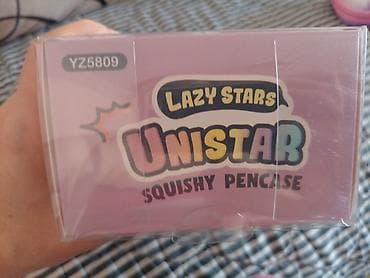 YZ5809
LAZY STARS
UNISTAR
SQUISHY PENCASE